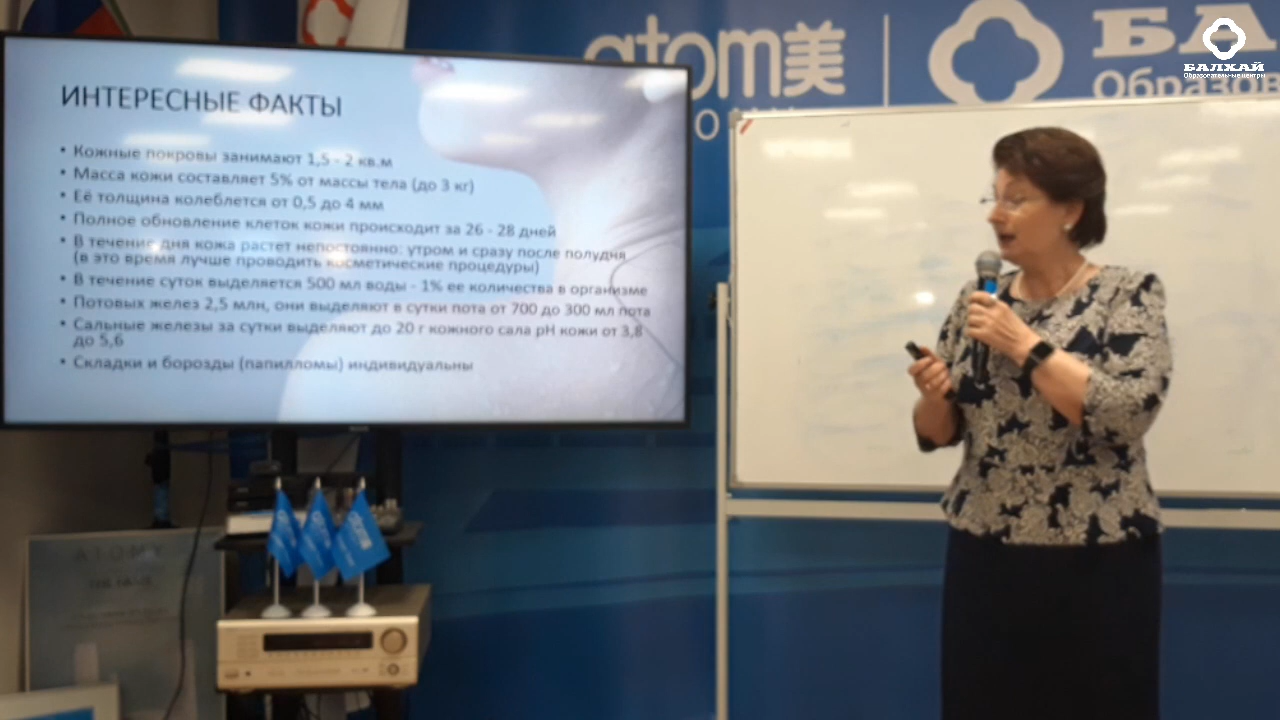 atom美
БА
Образов
БАЛХАЙ
Образовательные центры
ИНТЕРЕСНЫЕ ФАКТЫ
• Кожные покровы занимают 1,5 - 2 кв.м
• Масса кожи составляет 5% от массы тела (до 3 кг)
• Её толщина колеблется от 0,5 до 4 мм
• Полное обновление клеток кожи происходит за 26 - 28 дней
• В течение дня кожа растет непостоянно: утром и сразу после полудня
(в это время лучше проводить косметические процедуры)
• В течение суток выделяется 500 мл воды - 1% ее количества в организме
• Потовых желез 2,5 млн, они выделяют в сутки пота от 700 до 300 мл пота
• Сальные железы за сутки выделяют до 20 г кожного сала pH кожи от 3,8
до 5,6
• Складки и борозды (папилломы) индивидуальны